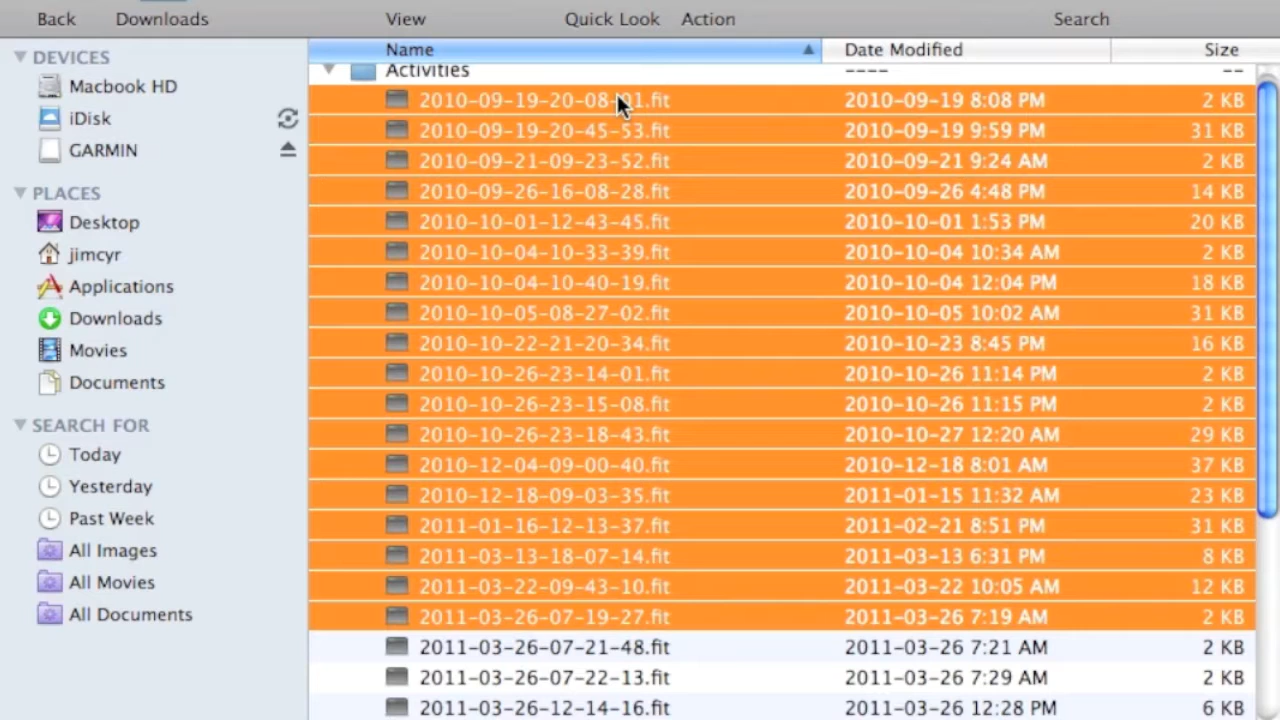 Back Downloads View Quick Look Action Search
DEVICES
Macbook HD
iDisk
GARMIN
PLACES
Desktop
jimcyr
Applications
Downloads
Movies
Documents
SEARCH FOR
Today
Yesterday
Past Week
All Images
All Movies
All Documents
Name Date Modified Size
Activities ---- --
2010-09-19-20-08-01.fit 2010-09-19 8:08 PM 2 KB
2010-09-19-20-45-53.fit 2010-09-19 9:59 PM 31 KB
2010-09-21-09-23-52.fit 2010-09-21 9:24 AM 2 KB
2010-09-26-16-08-28.fit 2010-09-26 4:48 PM 14 KB
2010-10-01-12-43-45.fit 2010-10-01 1:53 PM 20 KB
2010-10-04-10-33-39.fit 2010-10-04 10:34 AM 2 KB
2010-10-04-10-40-19.fit 2010-10-04 12:04 PM 18 KB
2010-10-05-08-27-02.fit 2010-10-05 10:02 AM 31 KB
2010-10-22-21-20-34.fit 2010-10-23 8:45 PM 16 KB
2010-10-26-23-14-01.fit 2010-10-26 11:14 PM 2 KB
2010-10-26-23-15-08.fit 2010-10-26 11:15 PM 2 KB
2010-10-26-23-18-43.fit 2010-10-27 12:20 AM 29 KB
2010-12-04-09-00-40.fit 2010-12-18 8:01 AM 37 KB
2010-12-18-09-03-35.fit 2011-01-15 11:32 AM 23 KB
2011-01-16-12-13-37.fit 2011-02-21 8:51 PM 31 KB
2011-03-13-18-07-14.fit 2011-03-13 6:31 PM 8 KB
2011-03-22-09-43-10.fit 2011-03-22 10:05 AM 12 KB
2011-03-26-07-19-27.fit 2011-03-26 7:19 AM 2 KB
2011-03-26-07-21-48.fit 2011-03-26 7:21 AM 2 KB
2011-03-26-07-22-13.fit 2011-03-26 7:29 AM 2 KB
2011-03-26-12-14-16.fit 2011-03-26 12:28 PM 6 KB